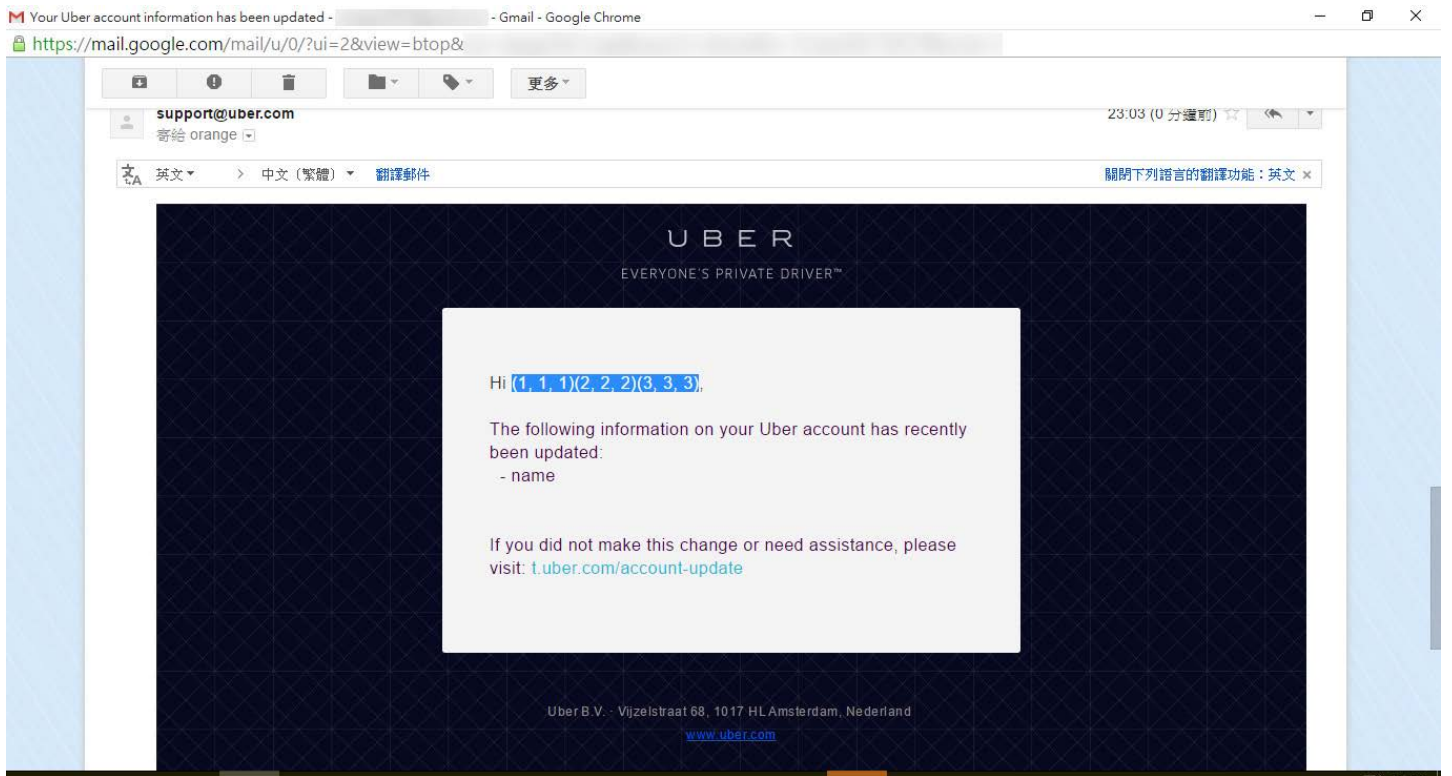 Your Uber account information has been updated - - Gmail - Google Chrome
https://mail.google.com/mail/u/0/?ui=2&view=btop&
更多
support@uber.com 23:03 (0 分鐘前)
寄給 orange
英文 > 中文（繁體） 翻譯郵件 關閉下列語言的翻譯功能：英文 ×
UBER
EVERYONE'S PRIVATE DRIVER™
Hi (1, 1, 1)(2, 2, 2)(3, 3, 3),
The following information on your Uber account has recently
been updated:
- name
If you did not make this change or need assistance, please
visit: t.uber.com/account-update
Uber B.V. · Vijzelstraat 68, 1017 HL Amsterdam, Nederland
www.uber.com